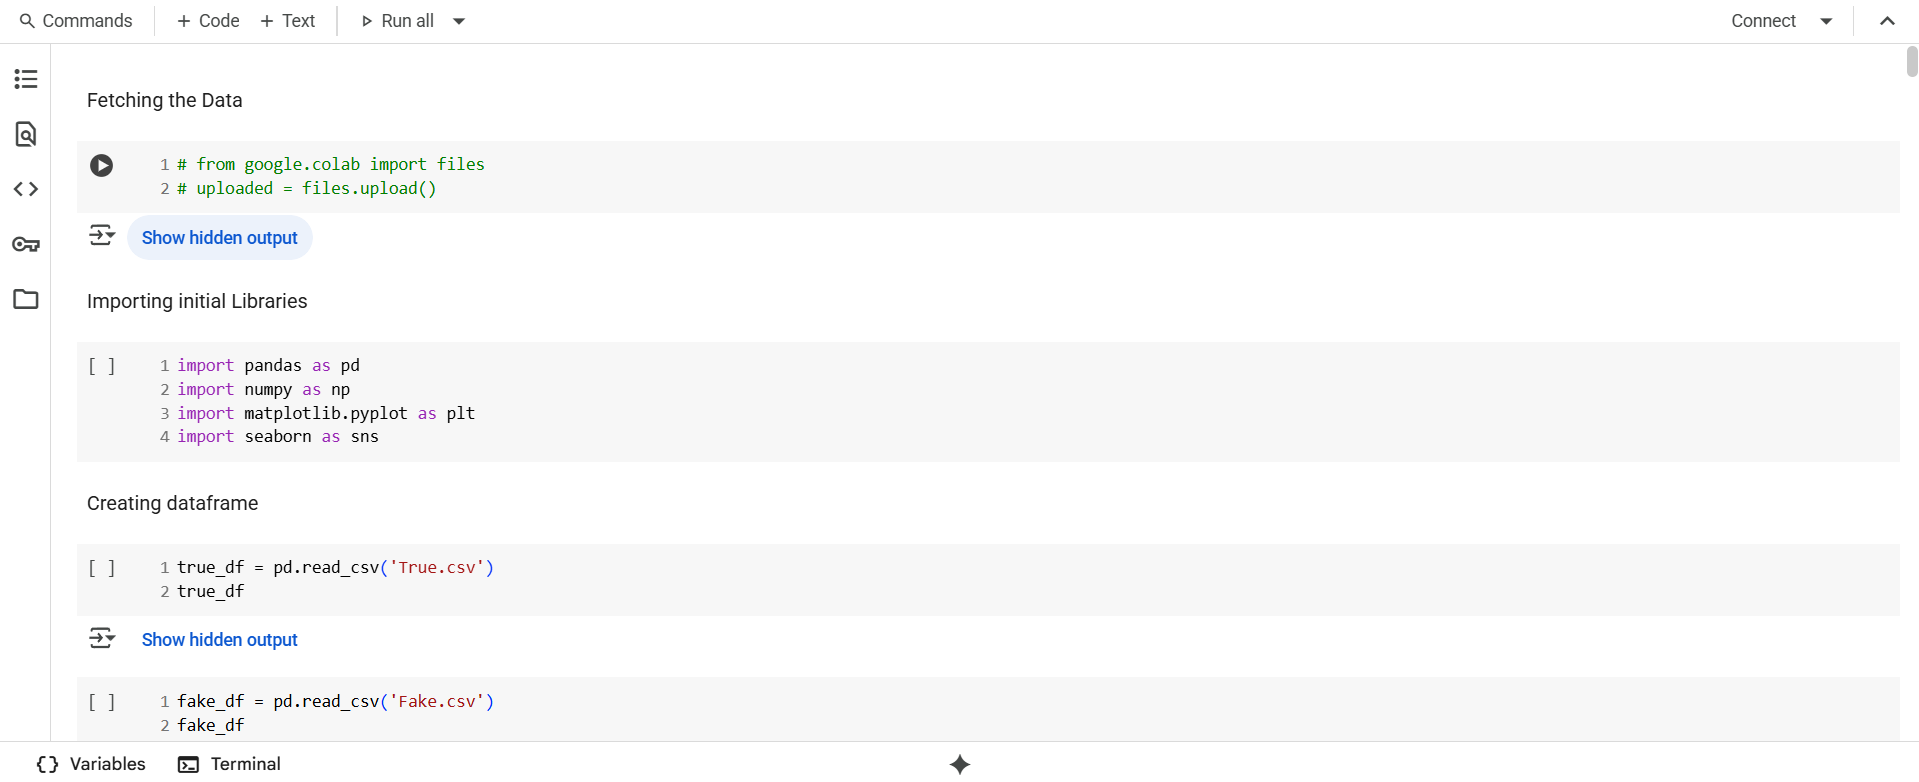 Commands + Code + Text Run all Connect
Fetching the Data
1 # from google.colab import files
2 # uploaded = files.upload()
Show hidden output
Importing initial Libraries
[ ] 1 import pandas as pd
2 import numpy as np
3 import matplotlib.pyplot as plt
4 import seaborn as sns
Creating dataframe
[ ] 1 true_df = pd.read_csv('True.csv')
2 true_df
Show hidden output
[ ] 1 fake_df = pd.read_csv('Fake.csv')
2 fake_df
{} Variables Terminal